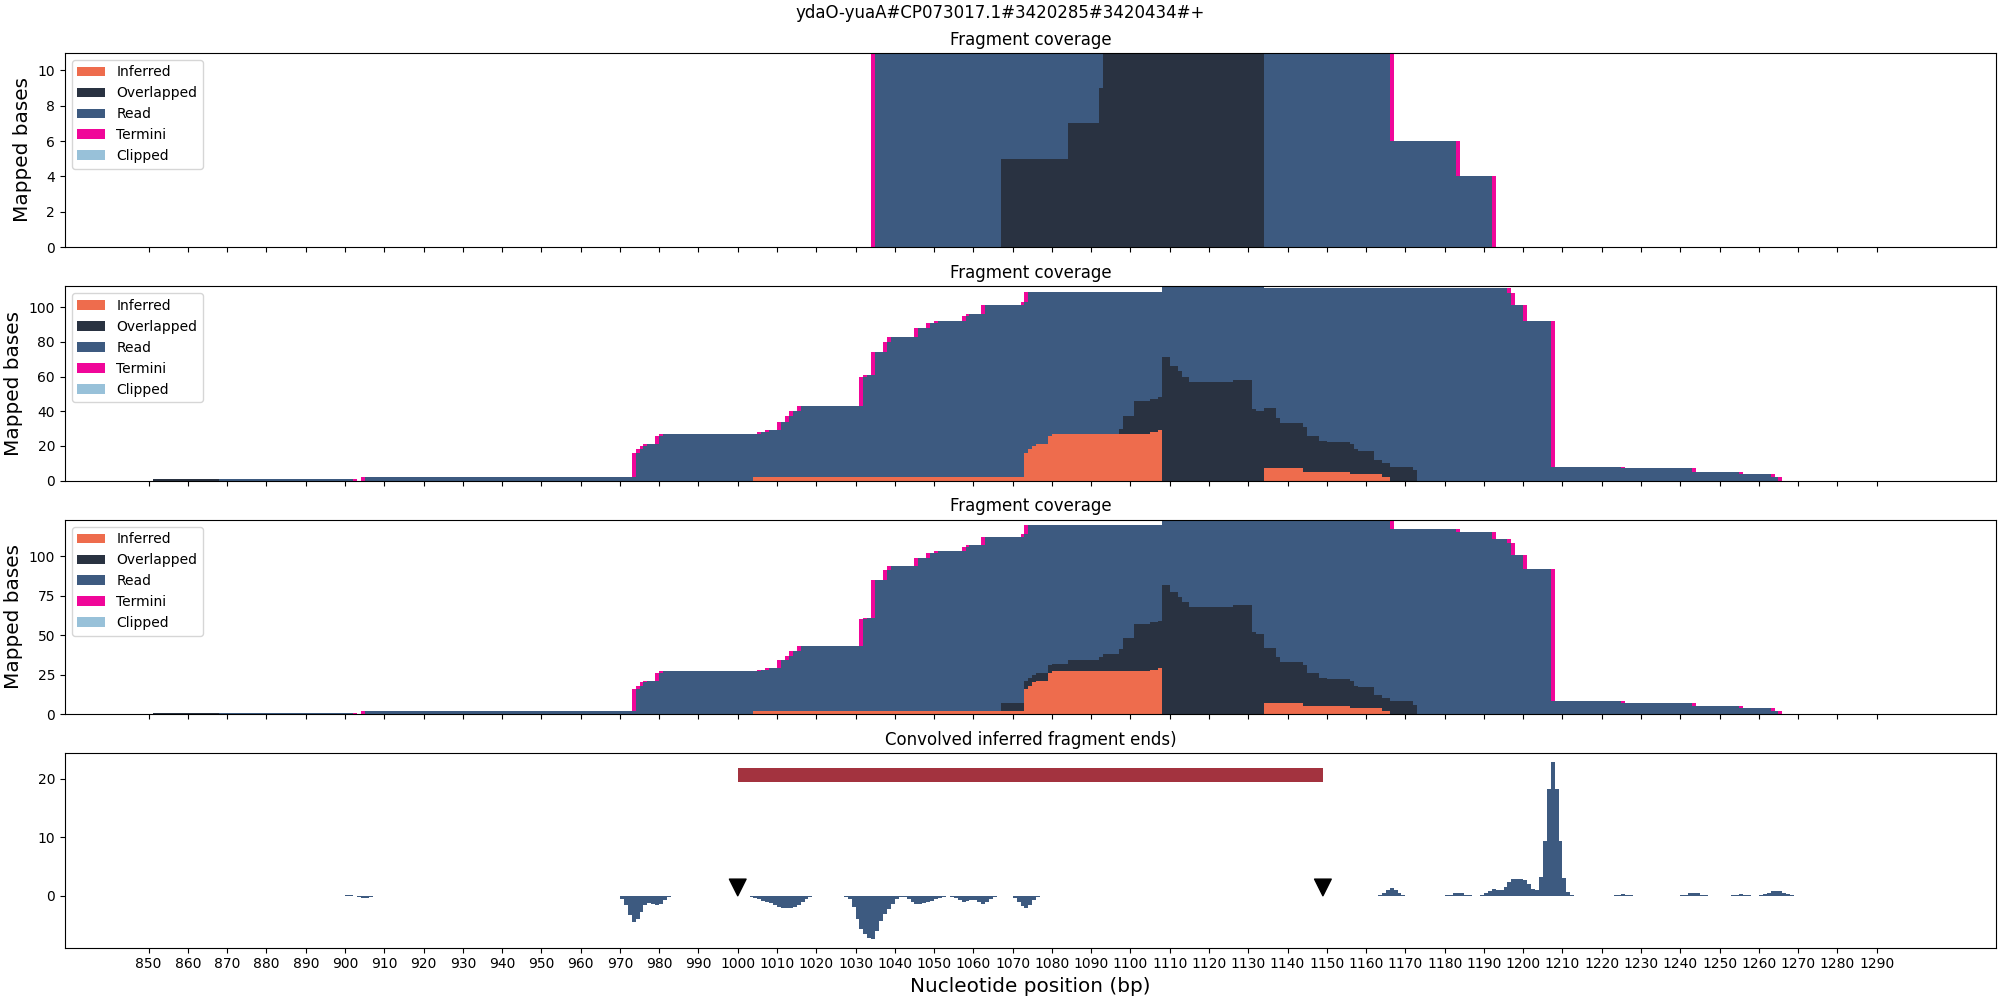 ydaO-yuaA#CP073017.1#3420285#3420434#+
Fragment coverage
Mapped bases
10
8
6
4
2
0
Inferred
Overlapped
Read
Termini
Clipped
Fragment coverage
Mapped bases
100
80
60
40
20
0
Inferred
Overlapped
Read
Termini
Clipped
Fragment coverage
Mapped bases
100
75
50
25
0
Inferred
Overlapped
Read
Termini
Clipped
Convolved inferred fragment ends)
20
10
0
850 860 870 880 890 900 910 920 930 940 950 960 970 980 990 1000 1010 1020 1030 1040 1050 1060 1070 1080 1090 1100 1110 1120 1130 1140 1150 1160 1170 1180 1190 1200 1210 1220 1230 1240 1250 1260 1270 1280 1290
Nucleotide position (bp)